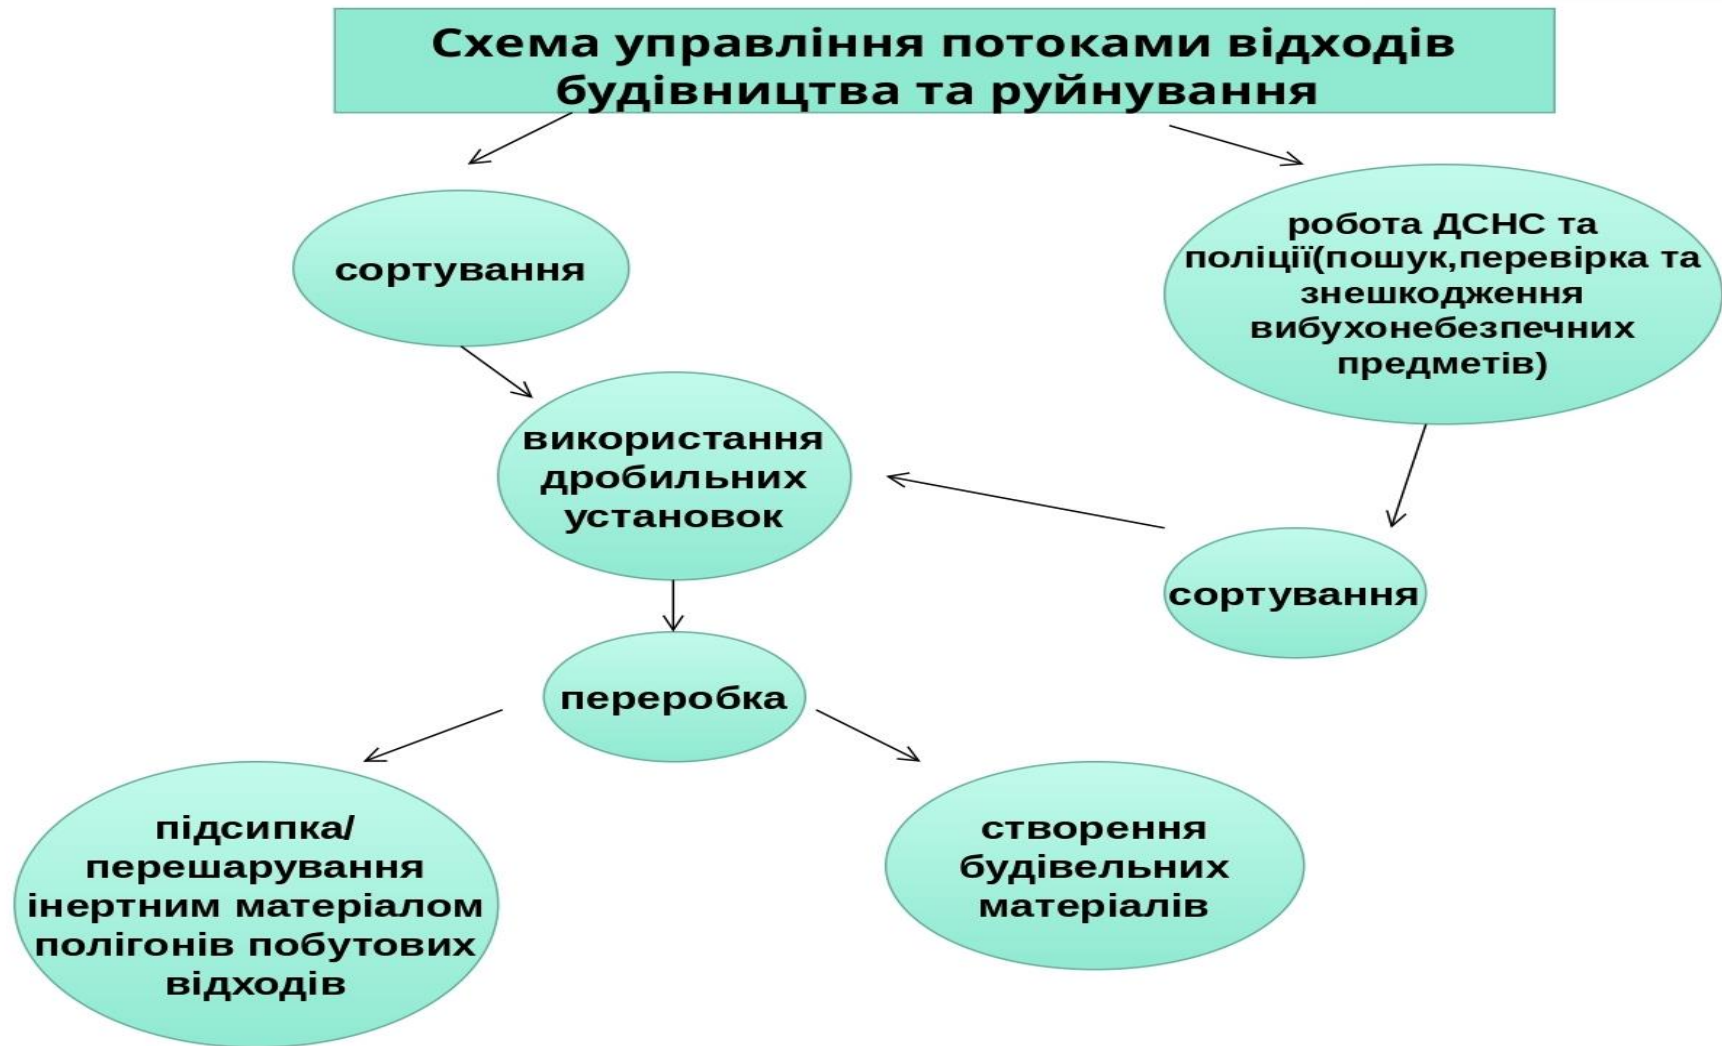 Схема управління потоками відходів
будівництва та руйнування
сортування
робота ДСНС та
поліції(пошук,перевірка та
знешкодження
вибухонебезпечних
предметів)
використання
дробильних
установок
сортування
переробка
підсипка/
перешарування
інертним матеріалом
полігонів побутових
відходів
створення
будівельних
матеріалів